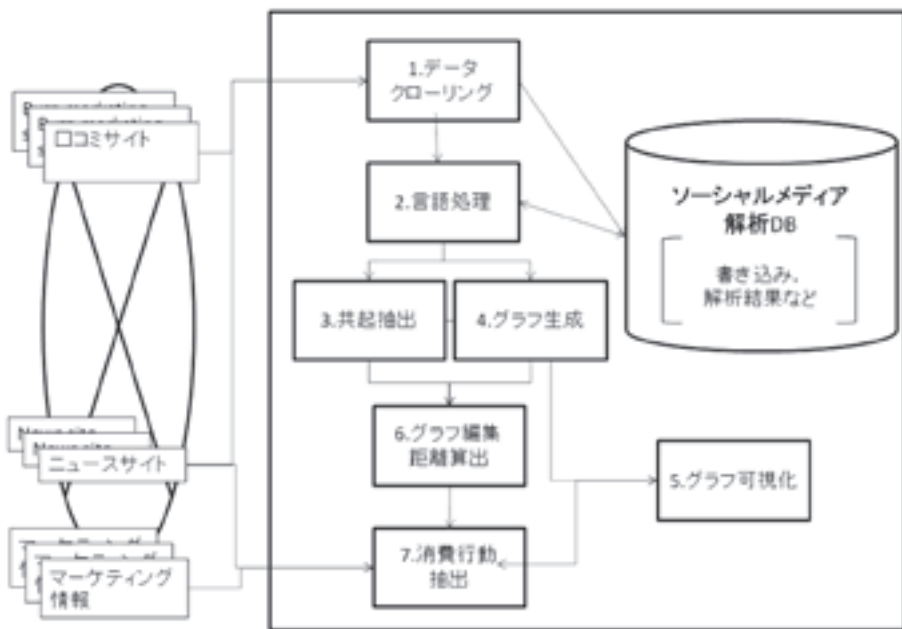 口コミサイト
ニュースサイト
マーケティング
情報
1.データ
クローリング
2.言語処理
3.共起抽出
4.グラフ生成
6.グラフ編集
距離算出
7.消費行動
抽出
5.グラフ可視化
ソーシャルメディア
解析DB
書き込み、
解析結果など